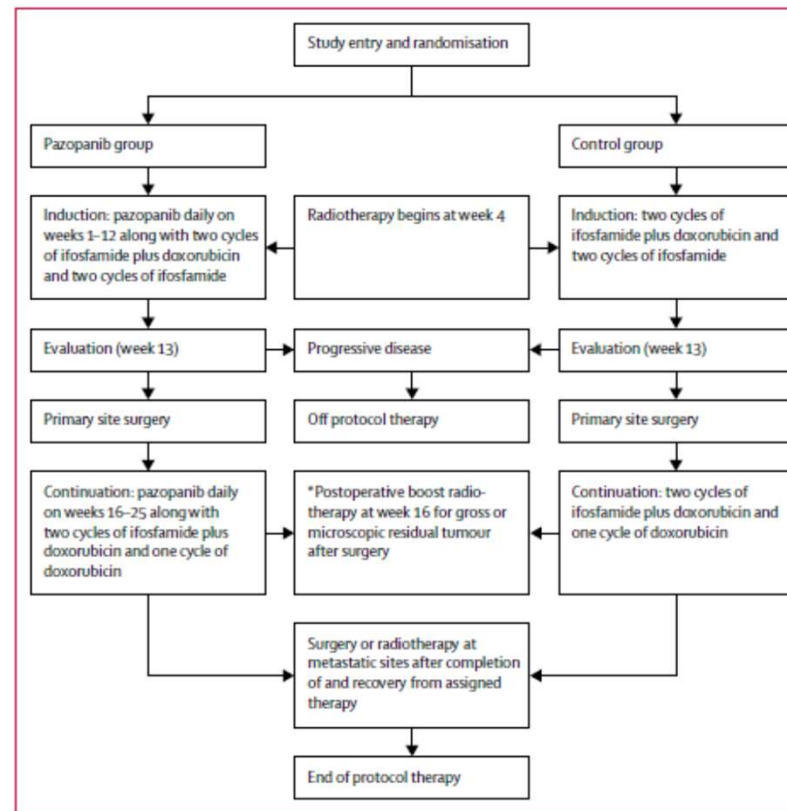 Study entry and randomisation
Pazopanib group
Control group
Induction: pazopanib daily on
weeks 1–12 along with two cycles
of ifosfamide plus doxorubicin
and two cycles of ifosfamide
Radiotherapy begins at week 4
Induction: two cycles of
ifosfamide plus doxorubicin and
two cycles of ifosfamide
Evaluation (week 13)
Progressive disease
Evaluation (week 13)
Primary site surgery
Off protocol therapy
Primary site surgery
Continuation: pazopanib daily
on weeks 16–25 along with
two cycles of ifosfamide plus
doxorubicin and one cycle of
doxorubicin
*Postoperative boost radio-
therapy at week 16 for gross or
microscopic residual tumour
after surgery
Continuation: two cycles of
ifosfamide plus doxorubicin and
one cycle of doxorubicin
Surgery or radiotherapy at
metastatic sites after completion
of and recovery from assigned
therapy
End of protocol therapy